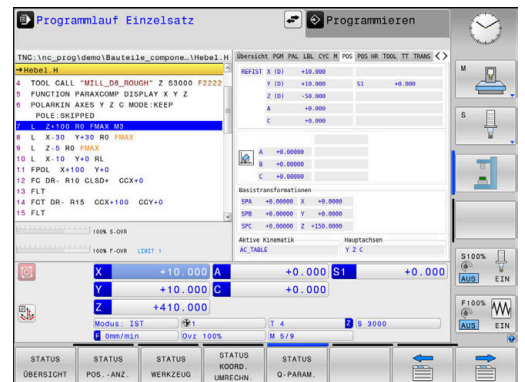 Programmlauf Einzelsatz
Programmieren
TNC:\nc_prog\demo\Bauteile_compone…\Hebel.H
→Hebel.H
4 TOOL CALL "MILL_D8_ROUGH" Z S3000 F2222
5 FUNCTION PARAXCOMP DISPLAY X Y Z
6 POLARKIN AXES Y Z C MODE:KEEP
POLE:SKIPPED
7 L Z+100 R0 FMAX M3
8 L X-30 Y+30 R0 FMAX
9 L Z-5 R0 FMAX
10 L X-10 Y+0 RL
11 FPOL X+100 Y+0
12 FC DR- R10 CLSD+ CCX+0
13 FLT
14 FCT DR- R15 CCX+100 CCY+0
15 FLT
100% S-OVR
100% F-OVR LIMIT 1
Übersicht PGM PAL LBL CYC M POS POS HR TOOL TT TRANS
REFIST X (D) +10.000
Y (D) +10.000 S1 +0.000
Z (D) -50.000
A +0.000
C +0.000
A +0.00000
B +0.00000
C +0.00000
Basistransformationen
SPA +0.00000 X +0.0000
SPB +0.00000 Y +0.0000
SPC +0.00000 Z +150.0000
Aktive Kinematik Hauptachsen
AC_TABLE Y Z C
X +10.000 A +0.000 S1 +0.000
Y +10.000 C +0.000
Z +410.000
Modus: IST 1 T 4 Z S 3000
F 0mm/min Ovr 100% M 5/9
M
S
S100%
AUS EIN
F100%
AUS EIN
STATUS ÜBERSICHT
STATUS POS.-ANZ.
STATUS WERKZEUG
STATUS KOORD. UMRECHN.
STATUS Q-PARAM.